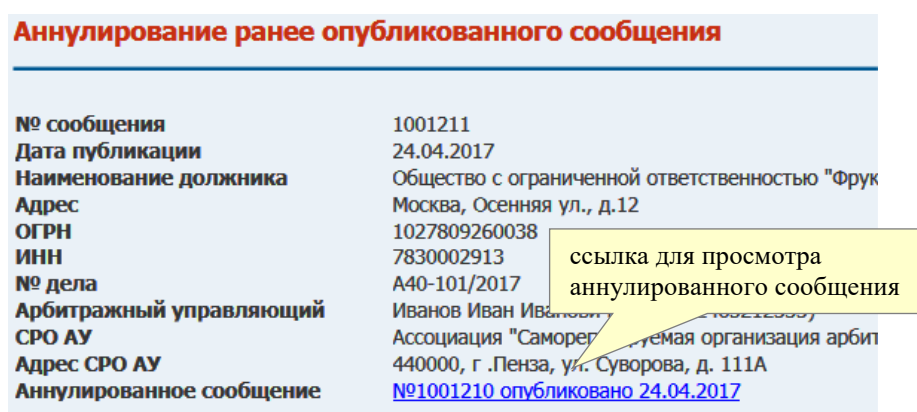 Аннулирование ранее опубликованного сообщения
№ сообщения 1001211
Дата публикации 24.04.2017
Наименование должника Общество с ограниченной ответственностью "Фрук
Адрес Москва, Осенняя ул., д.12
ОГРН 1027809260038
ИНН 7830002913
ссылка для просмотра
аннулированного сообщения
№ дела А40-101/2017
Арбитражный управляющий Иванов Иван
СРО АУ Ассоциация организация арбит
Адрес СРО АУ 440000, г .Пенза, ул. Суворова, д. 111А
Аннулированное сообщение №1001210 опубликовано 24.04.2017